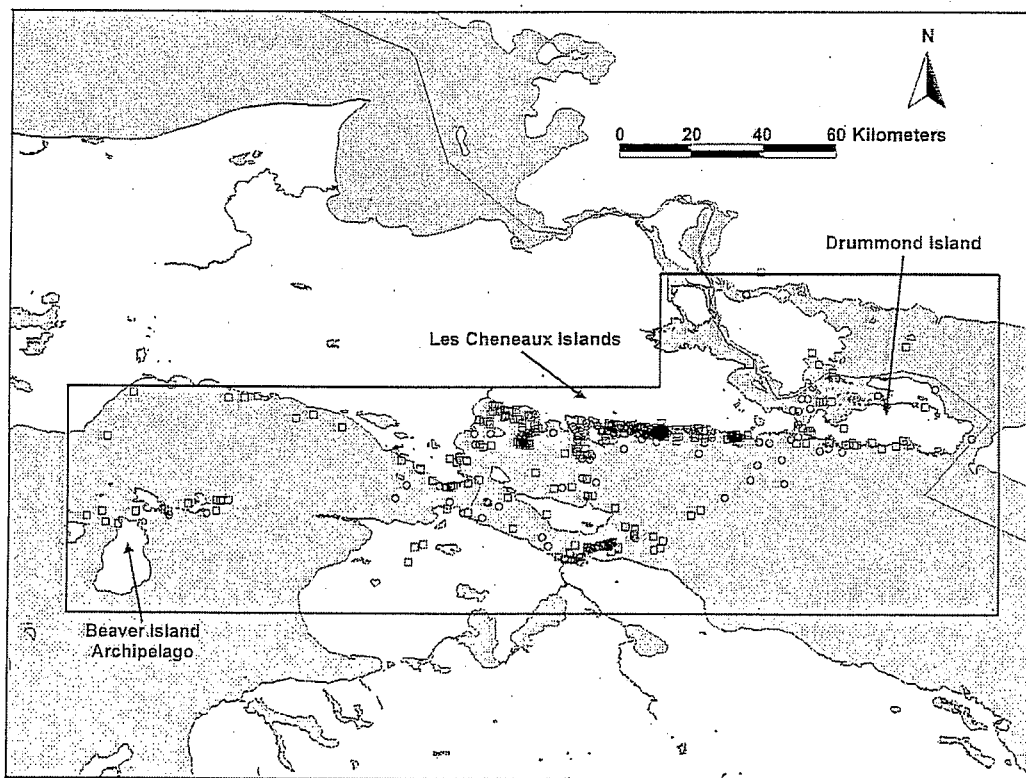 N
0 20 40 60 Kilometers
Drummond Island
Les Cheneaux Islands
Beaver Island
Archipelago